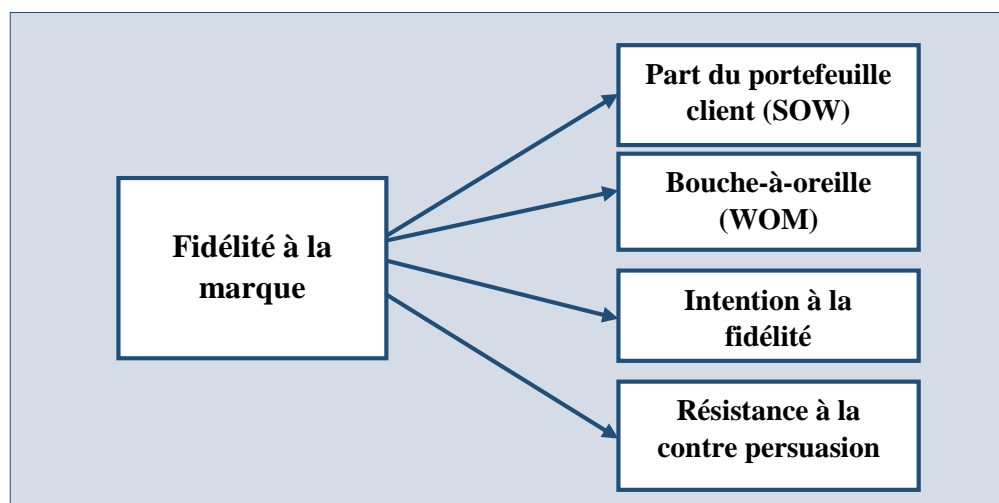 Part du portefeuille
client (SOW)
Bouche-à-oreille
(WOM)
Fidélité à la
marque
Intention à la
fidélité
Résistance à la
contre persuasion